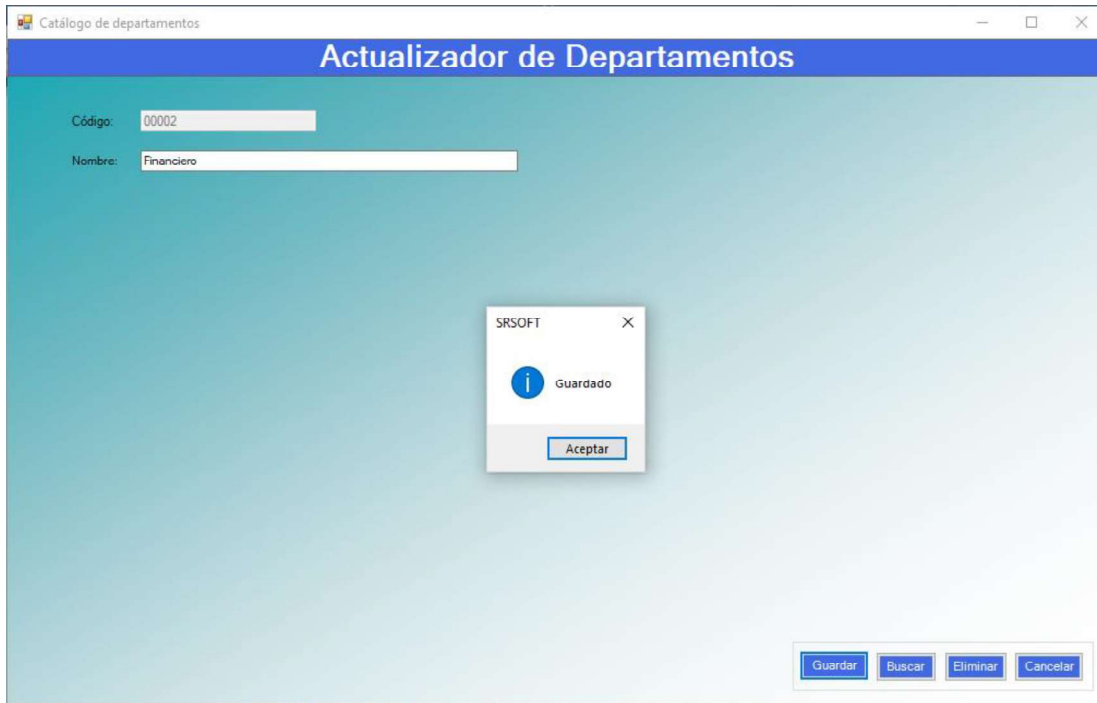 Catálogo de departamentos
Actualizador de Departamentos
Código: 00002
Nombre: Financiero
SRSOFT
Guardado
Aceptar
Guardar Buscar Eliminar Cancelar